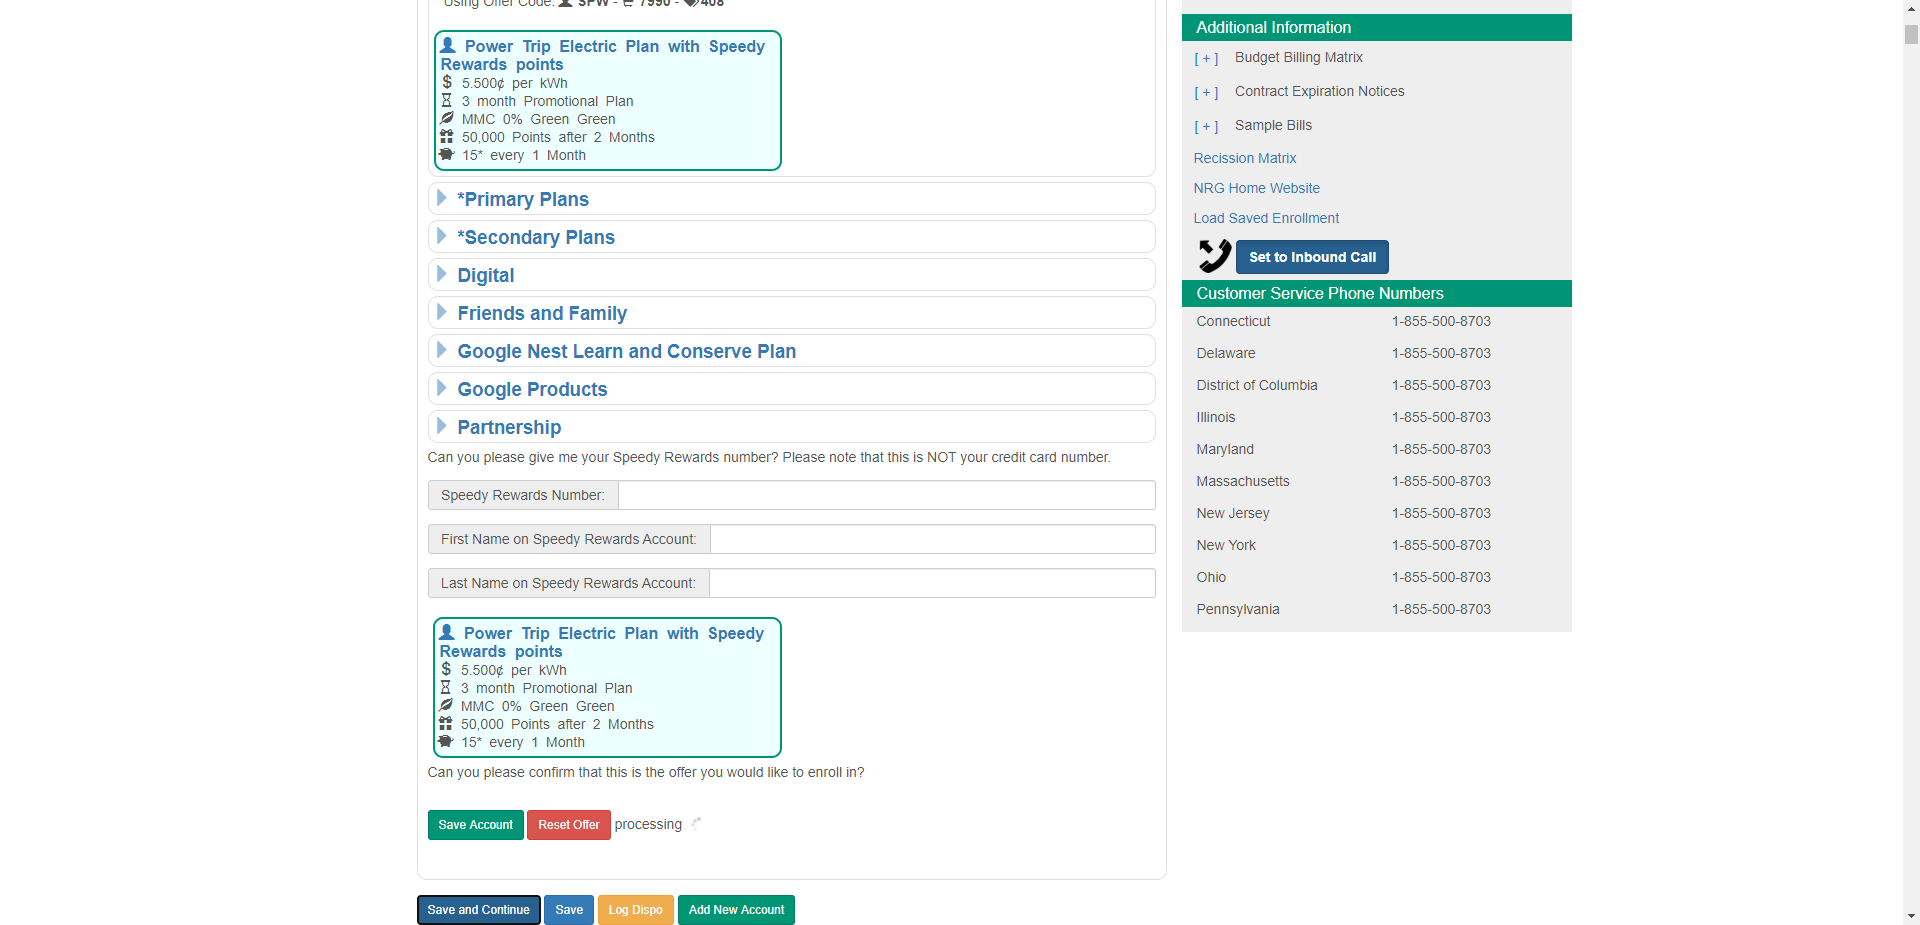 Using Offer Code: SPW - 7990 - 408
Power Trip Electric Plan with Speedy
Rewards points
$ 5.500¢ per kWh
3 month Promotional Plan
MMC 0% Green Green
50,000 Points after 2 Months
15* every 1 Month
*Primary Plans
*Secondary Plans
Digital
Friends and Family
Google Nest Learn and Conserve Plan
Google Products
Partnership
Can you please give me your Speedy Rewards number? Please note that this is NOT your credit card number.
Speedy Rewards Number:
First Name on Speedy Rewards Account:
Last Name on Speedy Rewards Account:
Power Trip Electric Plan with Speedy
Rewards points
$ 5.500¢ per kWh
3 month Promotional Plan
MMC 0% Green Green
50,000 Points after 2 Months
15* every 1 Month
Can you please confirm that this is the offer you would like to enroll in?
Save Account Reset Offer processing
Save and Continue Save Log Dispo Add New Account
Additional Information
[ + ] Budget Billing Matrix
[ + ] Contract Expiration Notices
[ + ] Sample Bills
Recission Matrix
NRG Home Website
Load Saved Enrollment
Set to Inbound Call
Customer Service Phone Numbers
Connecticut 1-855-500-8703
Delaware 1-855-500-8703
District of Columbia 1-855-500-8703
Illinois 1-855-500-8703
Maryland 1-855-500-8703
Massachusetts 1-855-500-8703
New Jersey 1-855-500-8703
New York 1-855-500-8703
Ohio 1-855-500-8703
Pennsylvania 1-855-500-8703